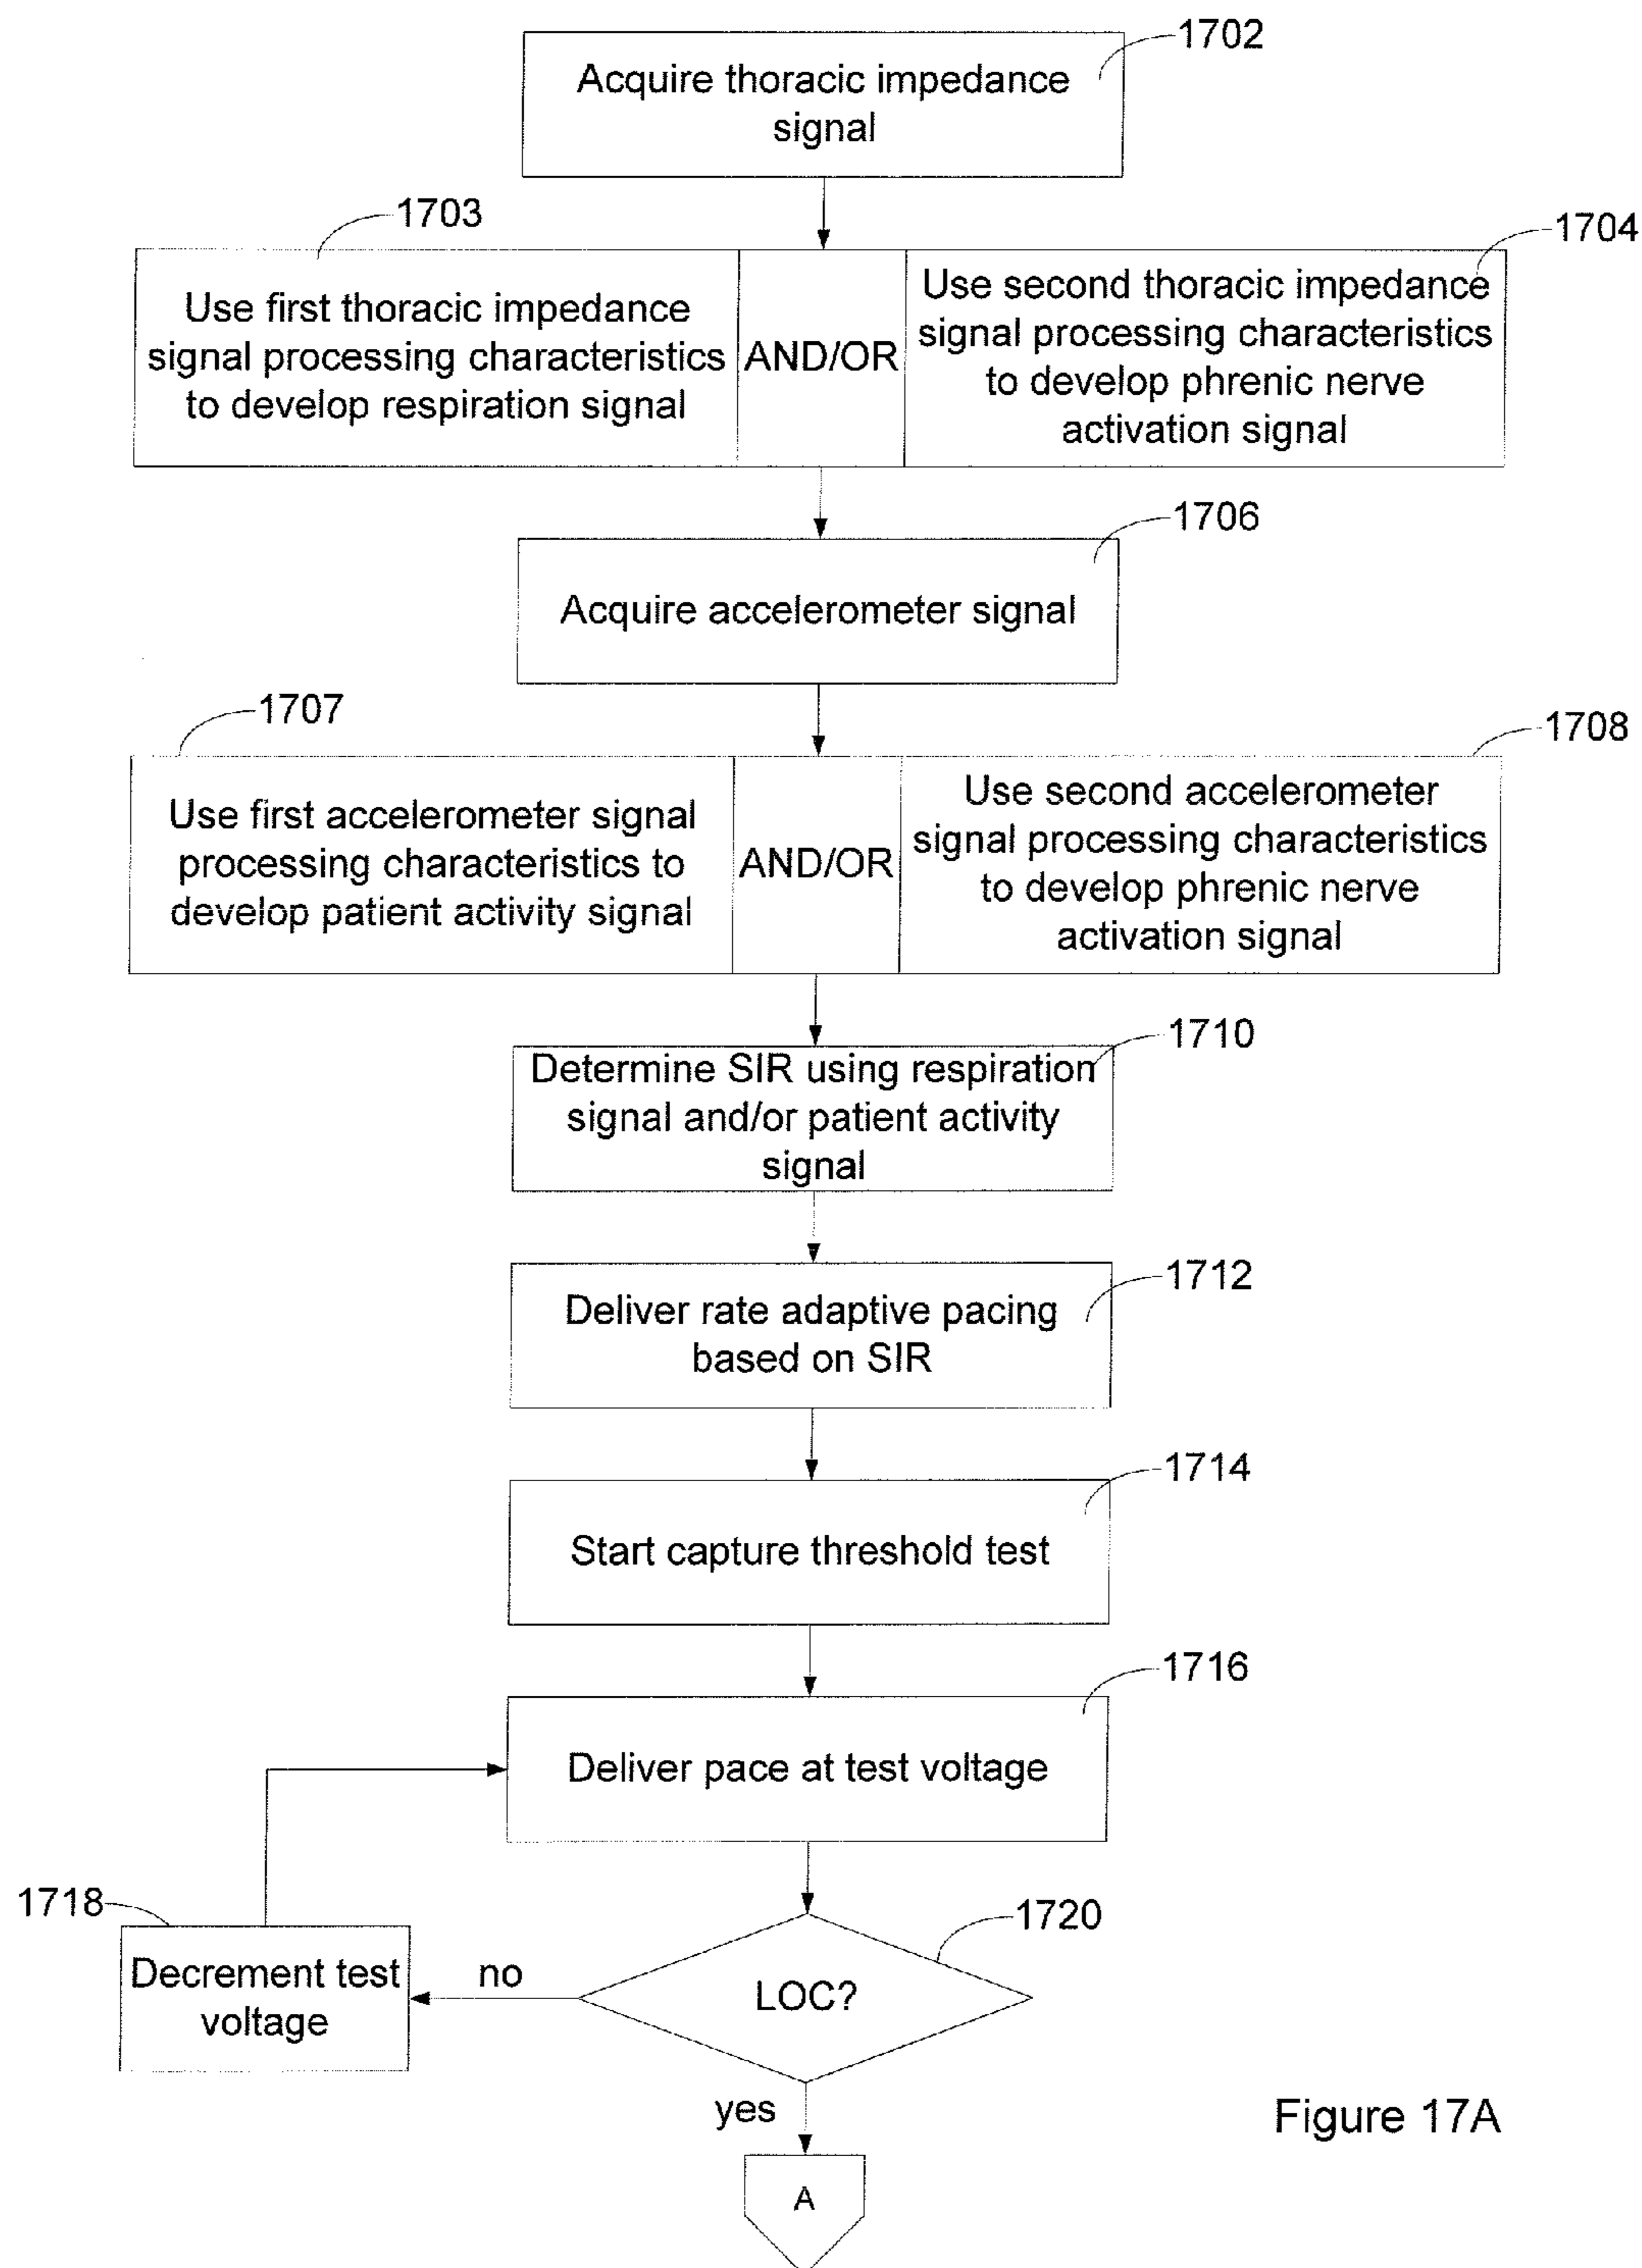 1702
Acquire thoracic impedance
signal
1703
1704
Use first thoracic impedance
signal processing characteristics
to develop respiration signal
AND/OR
Use second thoracic impedance
signal processing characteristics
to develop phrenic nerve
activation signal
1706
Acquire accelerometer signal
1707
1708
Use first accelerometer signal
processing characteristics to
develop patient activity signal
AND/OR
Use second accelerometer
signal processing characteristics
to develop phrenic nerve
activation signal
1710
Determine SIR using respiration
signal and/or patient activity
signal
1712
Deliver rate adaptive pacing
based on SIR
1714
Start capture threshold test
1716
Deliver pace at test voltage
1718
Decrement test
voltage
no
1720
LOC?
yes
A
Figure 17A